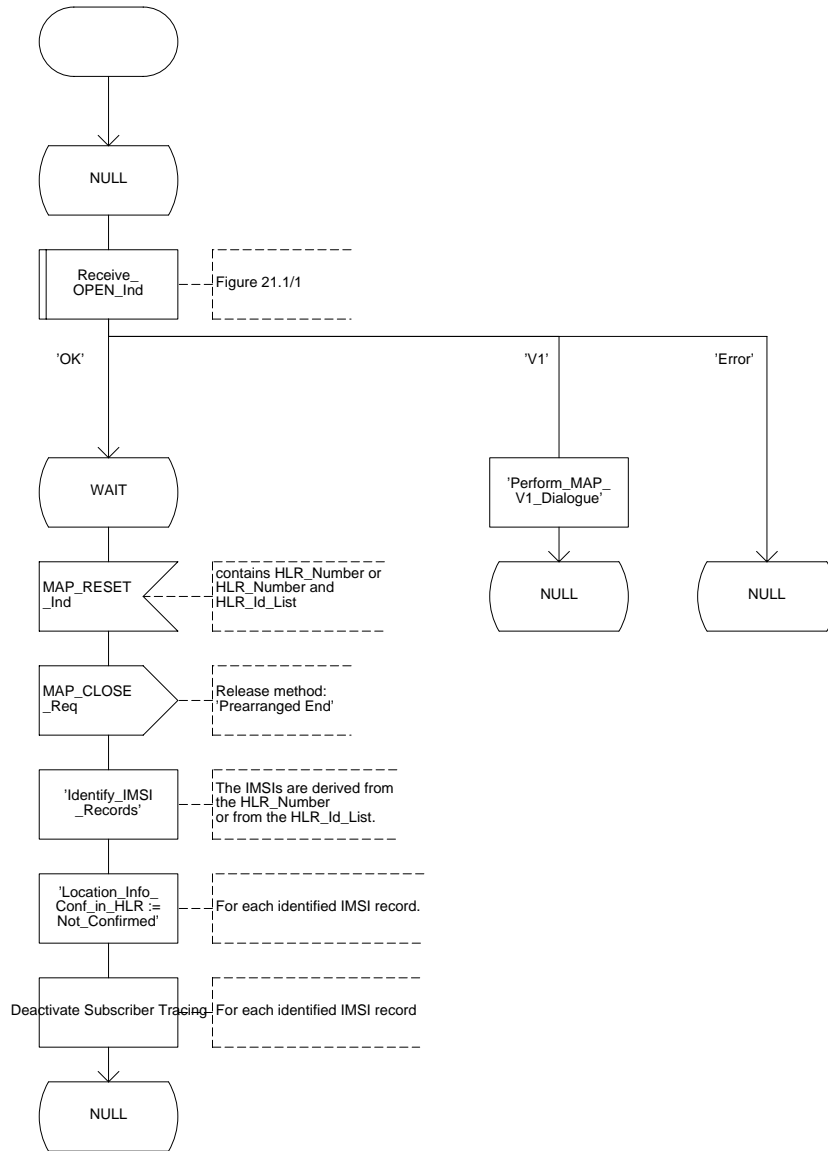 NULL
Receive_
OPEN_Ind
Figure 21.1/1
'OK'
'V1'
'Error'
WAIT
'Perform_MAP_
V1_Dialogue'
MAP_RESET
_Ind
contains HLR_Number or
HLR_Number and
HLR_Id_List
NULL
NULL
MAP_CLOSE
_Req
Release method:
'Prearranged End'
'Identify_IMSI
_Records'
The IMSIs are derived from
the HLR_Number
or from the HLR_Id_List.
'Location_Info_
Conf_in_HLR :=
Not_Confirmed'
For each identified IMSI record.
Deactivate Subscriber Tracing
For each identified IMSI record
NULL